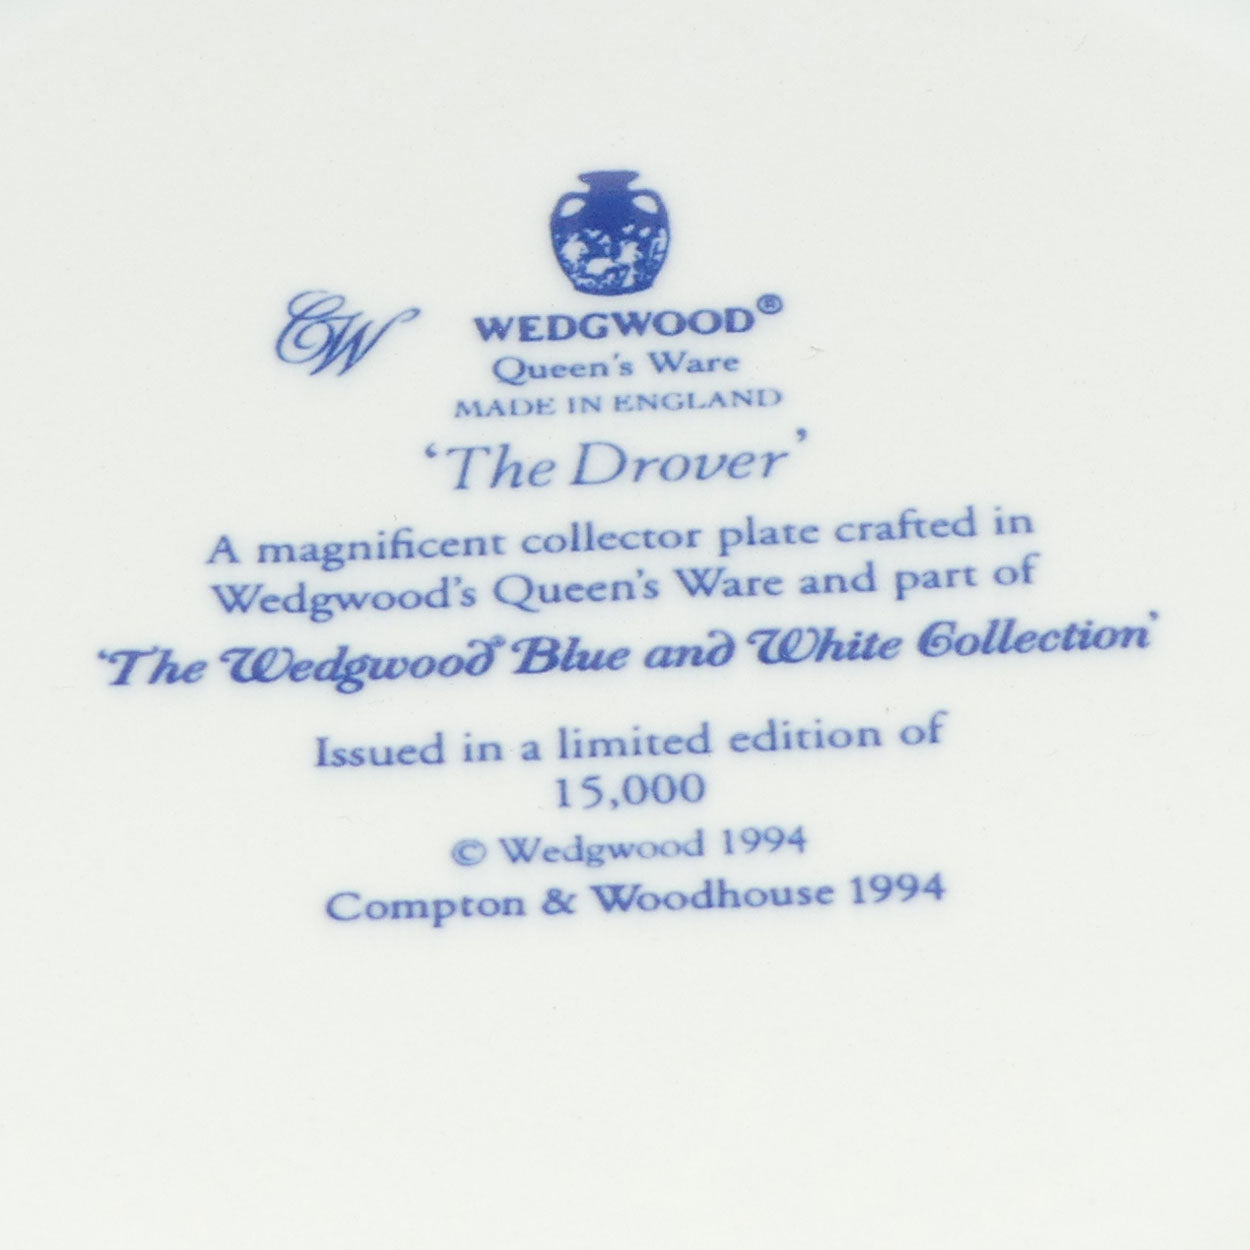 CW
WEDGWOOD®
Queen's Ware
MADE IN ENGLAND
'The Drover'
A magnificent collector plate crafted in
Wedgwood's Queen's Ware and part of
'The Wedgwood® Blue and White Collection'
Issued in a limited edition of
15,000
© Wedgwood 1994
Compton & Woodhouse 1994